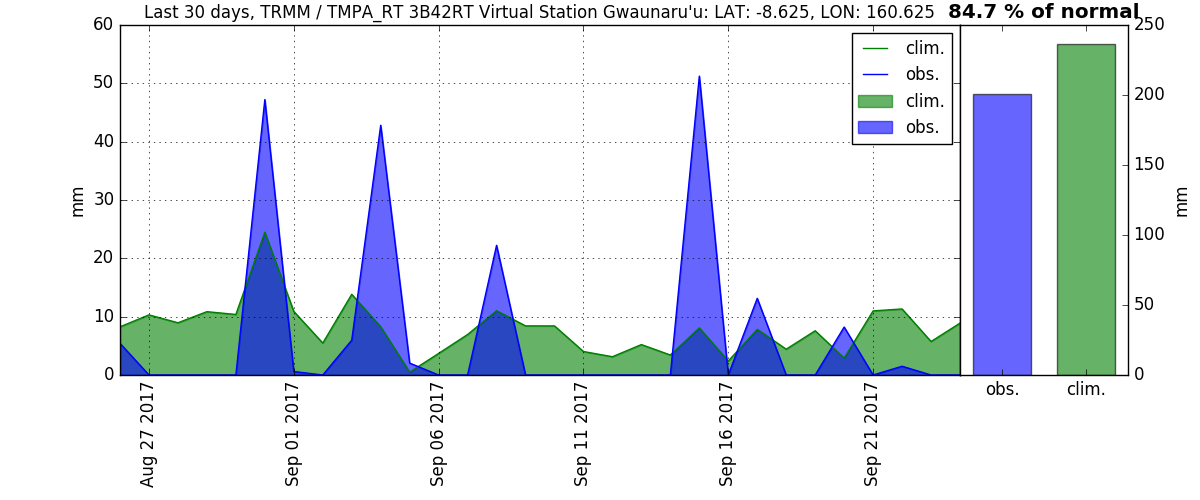 Last 30 days, TRMM / TMPA_RT 3B42RT Virtual Station Gwaunaru'u: LAT: -8.625, LON: 160.625
84.7 % of normal
60
50
40
30
20
10
0
mm
clim.
obs.
clim.
obs.
Aug 27 2017
Sep 01 2017
Sep 06 2017
Sep 11 2017
Sep 16 2017
Sep 21 2017
250
200
150
100
50
0
mm
obs.
clim.